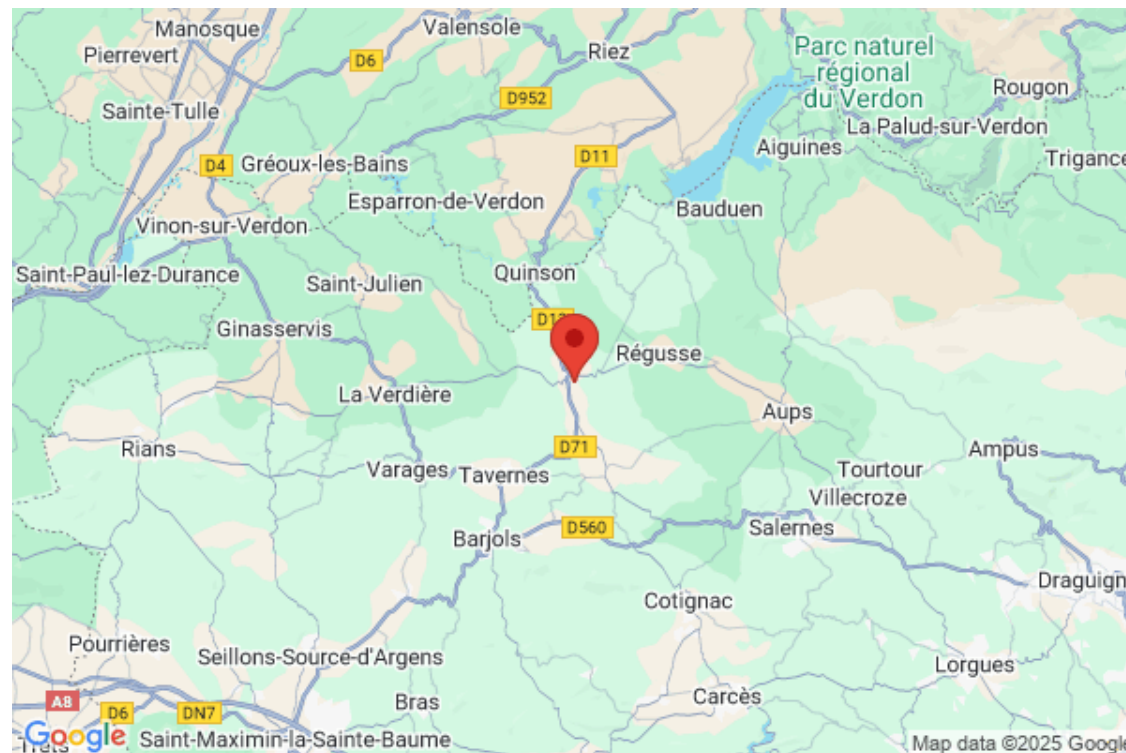 Manosque
Valensole
Pierrevert
Riez
D6
Parc naturel
régional
du Verdon
Rougon
D952
Sainte-Tulle
La Palud-sur-Verdon
Aiguines
D11
Trigance
D4
Gréoux-les-Bains
Esparron-de-Verdon
Bauduen
Vinon-sur-Verdon
Saint-Paul-lez-Durance
Quinson
Saint-Julien
Ginasservis
Régusse
La Verdière
Aups
D71
Rians
Ampus
Varages
Tavernes
Tourtour
Villecroze
D560
Salernes
Barjols
Draguign
Cotignac
Pourrières
Seillons-Source-d'Argens
Lorgues
A8
D6
DN7
Bras
Carcès
Google
Saint-Maximin-la-Sainte-Baume
Map data ©2025 Google